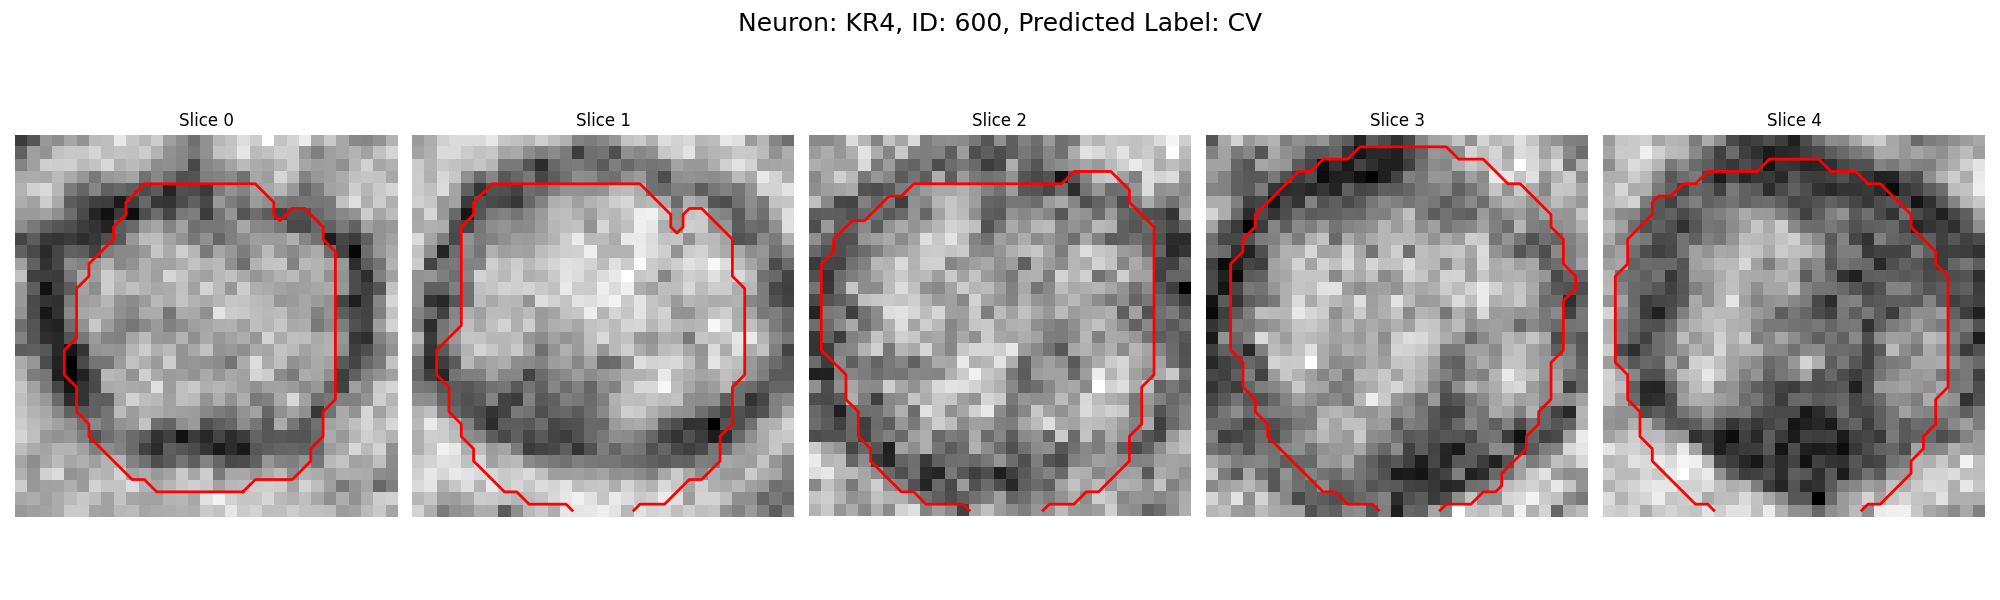 Neuron: KR4, ID: 600, Predicted Label: CV
Slice 0
Slice 1
Slice 2
Slice 3
Slice 4